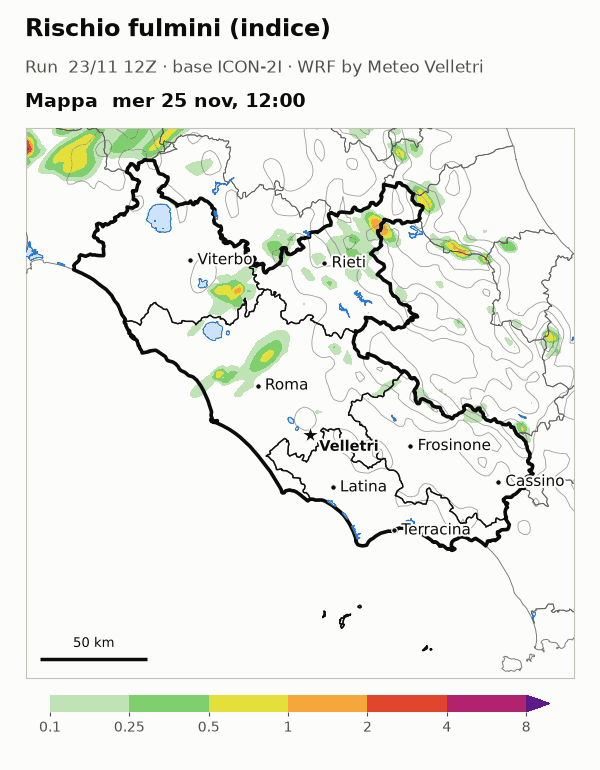 Rischio fulmini (indice)
Run  23/11 12Z · base ICON-2I · WRF by Meteo Velletri
Mappa  mer 25 nov, 12:00
Viterbo
Rieti
Roma
Velletri
Frosinone
Latina
Cassino
Terracina
50 km
0.1 0.25 0.5 1 2 4 8